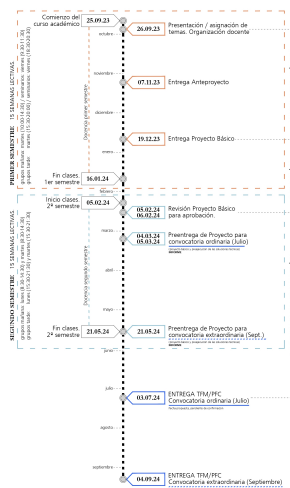 Comienzo del
curso académico
25.09.23
octubre
26.09.23
Presentación / asignación de
temas. Organización docente
noviembre
07.11.23
Entrega Anteproyecto
diciembre
19.12.23
Entrega Proyecto Básico
enero
Fin clases
1er semestre
16.01.24
Docencia primer semestre
PRIMER SEMESTRE 15 SEMANAS LECTIVAS
febrero
Inicio clases
2º semestre
05.02.24
05.02.24
06.02.24
Revisión Proyecto Básico
para aprobación.
marzo
04.03.24
05.03.24
Preentrega de Proyecto para
convocatoria ordinaria (Julio)
abril
mayo
Docencia segundo semestre
SEGUNDO SEMESTRE 15 SEMANAS LECTIVAS
Fin clases
2º semestre
21.05.24
21.05.24
Preentrega de Proyecto para
convocatoria extraordinaria (Sept.)
junio
julio
03.07.24
ENTREGA TFM/PFC
Convocatoria ordinaria (Julio)
agosto
septiembre
04.09.24
ENTREGA TFM/PFC
Convocatoria extraordinaria (Septiembre)